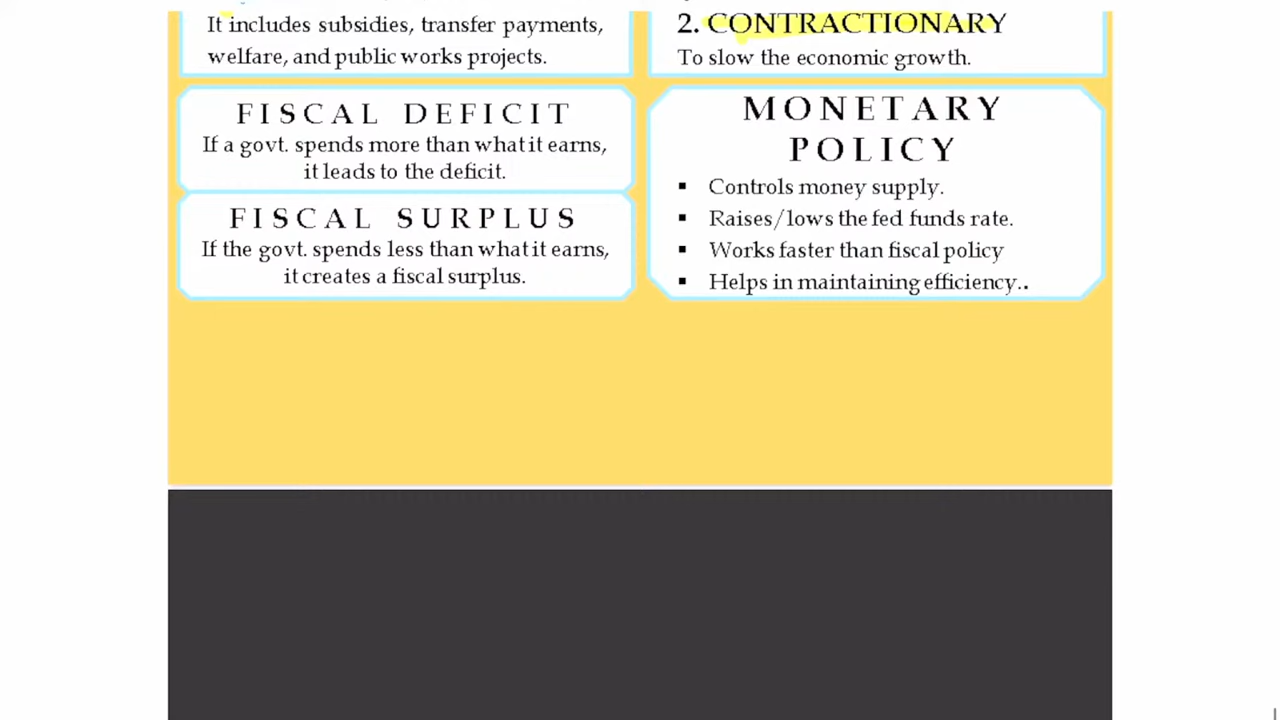 It includes subsidies, transfer payments,
welfare, and public works projects.
FISCAL DEFICIT
If a govt. spends more than what it earns,
it leads to the deficit.
FISCAL SURPLUS
If the govt. spends less than what it earns,
it creates a fiscal surplus.
2. CONTRACTIONARY
To slow the economic growth.
MONETARY
POLICY
▪ Controls money supply.
▪ Raises/lows the fed funds rate.
▪ Works faster than fiscal policy
▪ Helps in maintaining efficiency..